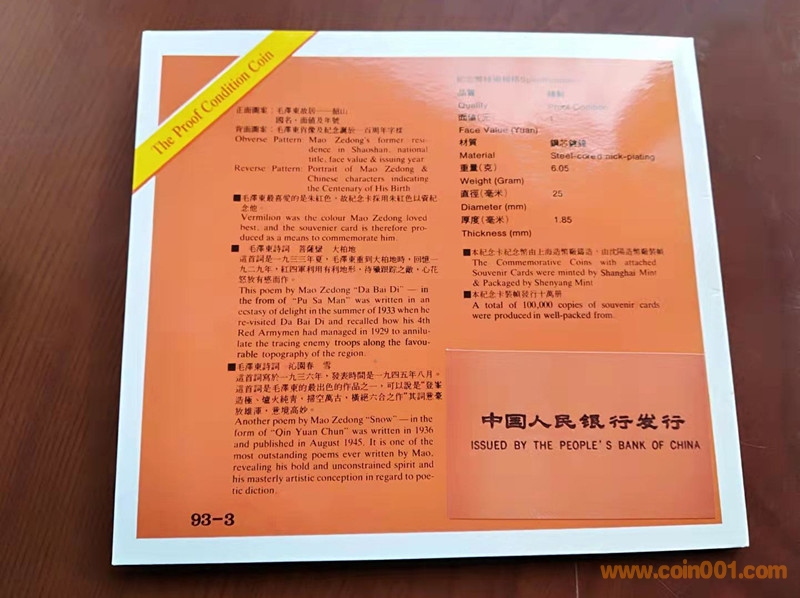 The Proof Condition Coin
正面圖案：毛澤東故居——韶山
國名、面值及年號
背面圖案：毛澤東肖像及紀念誕辰一百周年字樣
Obverse Pattern: Mao Zedong's former resi-
dence in Shaoshan, national
title, face value & issuing year
Reverse Pattern: Portrait of Mao Zedong &
Chinese characters indicating
the Centenary of His Birth
■毛澤東最喜愛的是朱紅色，故紀念卡採用朱紅色以資紀
念他。
Vermilion was the colour Mao Zedong loved
best, and the souvenir card is therefore pro-
duced as a means to commemorate him.
■ 毛澤東詩詞 菩薩蠻 大柏地
這首詞是一九三三年夏，毛澤東重到大柏地時，回憶一
九二九年，紅四軍利用有利地形，待殲跟踪之敵，心花
怒放有感而作。
This poem by Mao Zedong "Da Bai Di" — in
the from of "Pu Sa Man" was written in an
ecstasy of delight in the summer of 1933 when he
re-visited Da Bai Di and recalled how his 4th
Red Armymen had managed in 1929 to annilu-
late the tracing enemy troops along the favou-
rable topography of the region.
■毛澤東詩詞 沁園春 雪
這首詞寫於一九三六年，發表時間是一九四五年八月。
這首詞是毛澤東的最出色的作品之一，可以說是“登峯
造極、爐火純青，掃空萬古，橫絕六合之作”其詞意豪
放雄渾，意境高妙。
Another poem by Mao Zedong "Snow" — in the
form of "Qin Yuan Chun" was written in 1936
and published in August 1945. It is one of the
most outstanding poems ever written by Mao,
revealing his bold and unconstrained spirit and
his masterly artistic conception in regard to poe-
tic diction.
93-3
品質
Quality Proof Condition
面值(元) 1
Face Value (Yuan)
材質 鋼芯鍍鎳
Material Steel-cored nick-plating
重量(克) 6.05
Weight (Gram)
直徑(毫米) 25
Diameter (mm)
厚度(毫米) 1.85
Thickness (mm)
■本紀念卡紀念幣由上海造幣廠鑄造，由沈陽造幣廠裝幀
The Commemorative Coins with attached
Souvenir Cards were minted by Shanghai Mint
& Packaged by Shenyang Mint
■本紀念卡裝幀發行十萬冊
A total of 100,000 copies of souvenir cards
were produced in well-packed from.
中国人民银行发行
ISSUED BY THE PEOPLE'S BANK OF CHINA
www.coin001.com